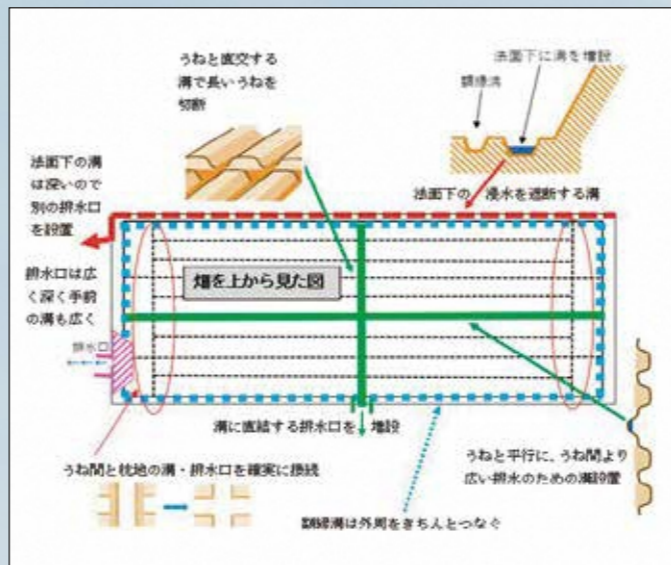 うねと直交する
溝で長いうねを
切断
法面下に溝を増設
額縁溝
法面下の溝
は深いので
別の排水口
を設置
法面下の 浸水を遮断する溝
排水口は広
く深く手前
の溝も広く
畑を上から見た図
排水口
溝に直結する排水口を 増設
うね間と枕地の溝・排水口を確実に接続
うねと平行に、うね間より
広い排水のための溝設置
額縁溝は外周をきちんとつなぐ